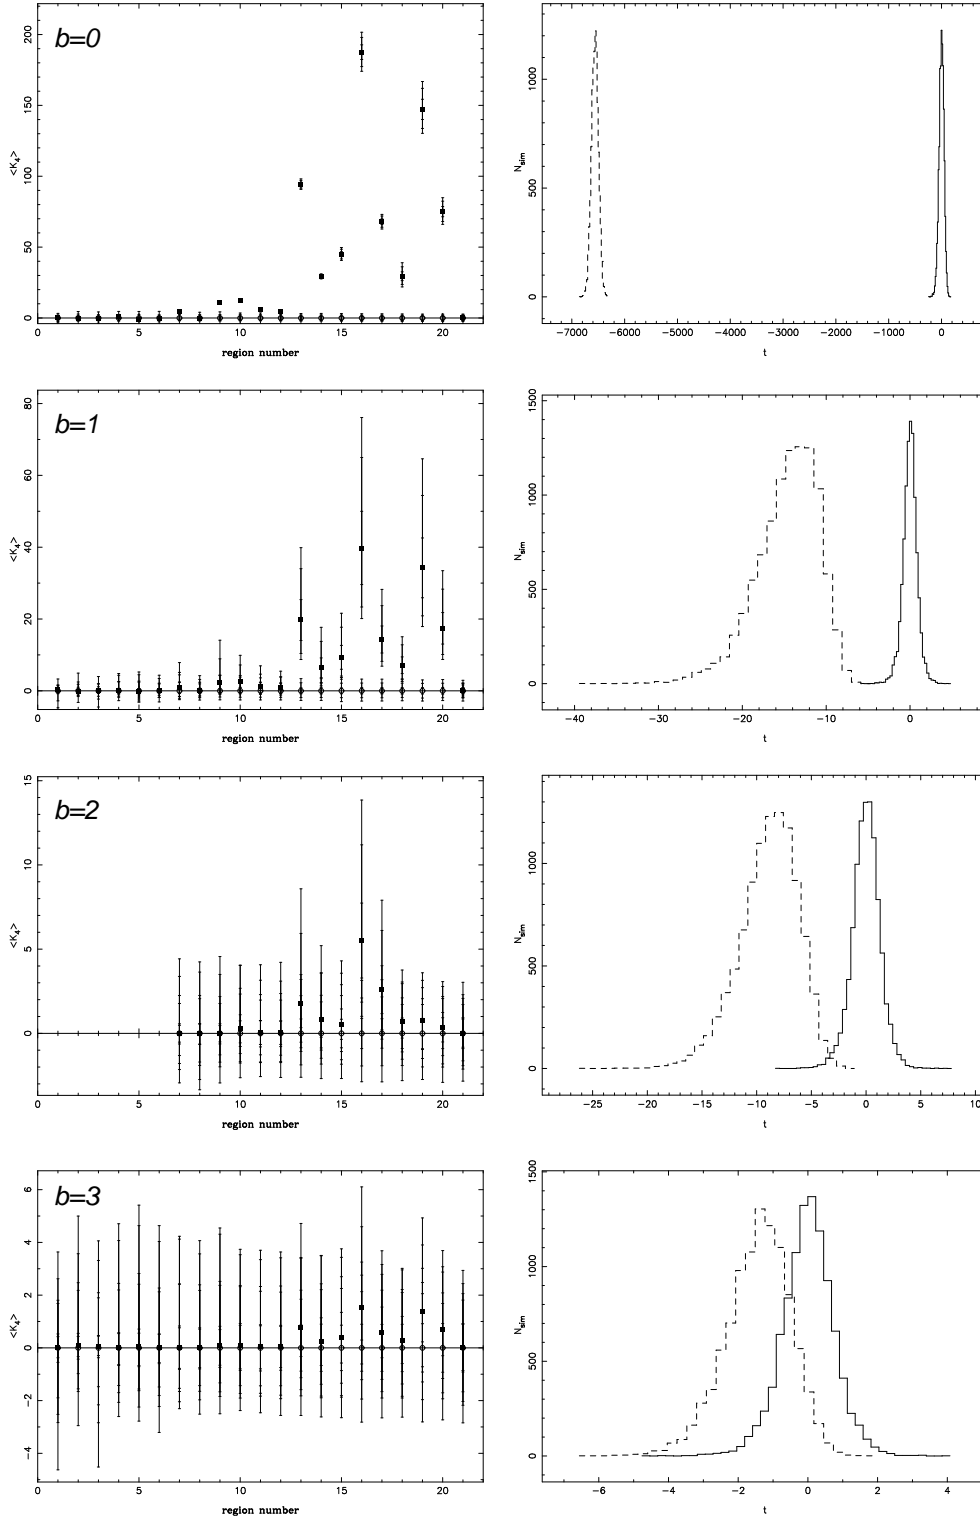 b=0
200
150
100
50
0
<K₄>
0 5 10 15 20
region number
1000
500
0
N_sim
−7000 −6000 −5000 −4000 −3000 −2000 −1000 0
t
b=1
80
60
40
20
0
<K₄>
0 5 10 15 20
region number
1500
1000
500
0
N_sim
−40 −30 −20 −10 0
t
b=2
15
10
5
0
<K₄>
0 5 10 15 20
region number
1000
500
0
N_sim
−25 −20 −15 −10 −5 0 5 10
t
b=3
6
4
2
0
−2
−4
<K₄>
0 5 10 15 20
region number
1500
1000
500
0
N_sim
−6 −4 −2 0 2 4
t